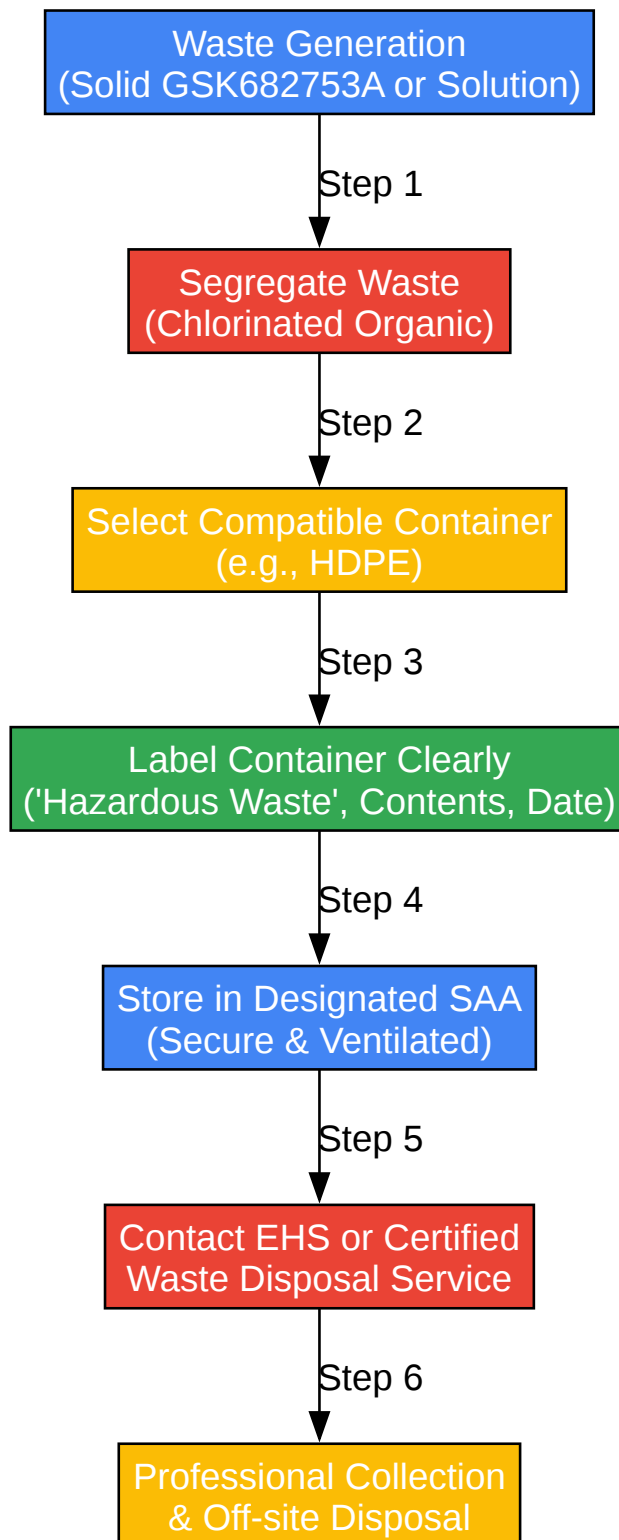 Waste Generation
(Solid GSK682753A or Solution)
Step 1
Segregate Waste
(Chlorinated Organic)
Step 2
Select Compatible Container
(e.g., HDPE)
Step 3
Label Container Clearly
('Hazardous Waste', Contents, Date)
Step 4
Store in Designated SAA
(Secure & Ventilated)
Step 5
Contact EHS or Certified
Waste Disposal Service
Step 6
Professional Collection
& Off-site Disposal